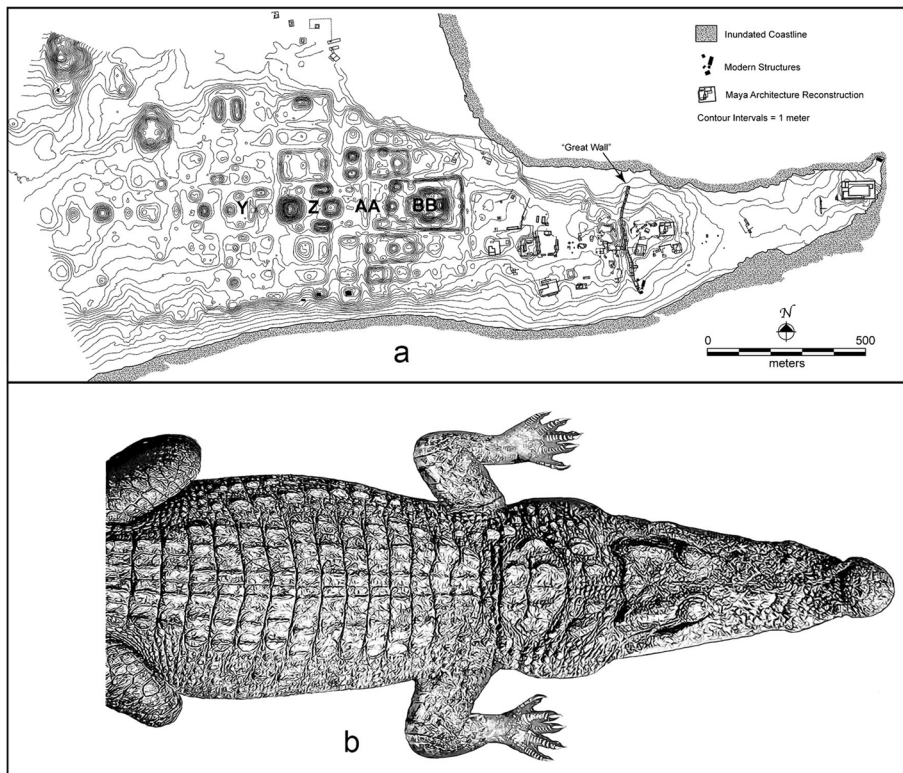 Inundated Coastline
Modern Structures
Maya Architecture Reconstruction
Contour Intervals = 1 meter
"Great Wall"
Y Z AA BB
N
0 500
meters
a
b